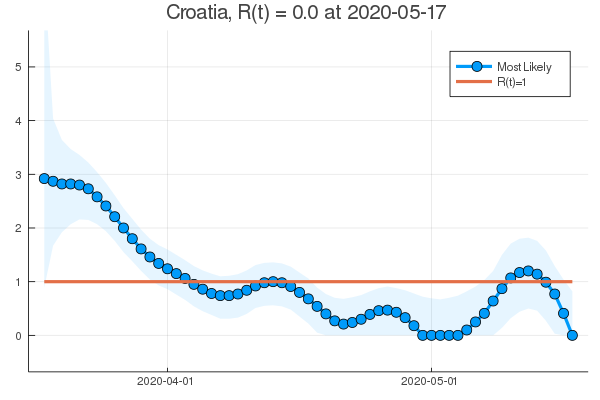 Croatia, R(t) = 0.0 at 2020-05-17
Most Likely
R(t)=1
5
4
3
2
1
0
2020-04-01
2020-05-01